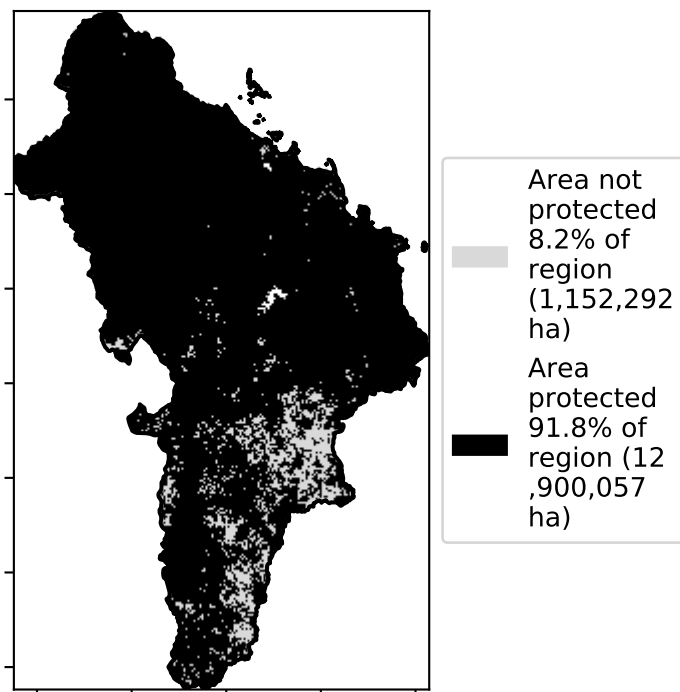 Area not
protected
8.2% of
region
(1,152,292
ha)
Area
protected
91.8% of
region (12
,900,057
ha)